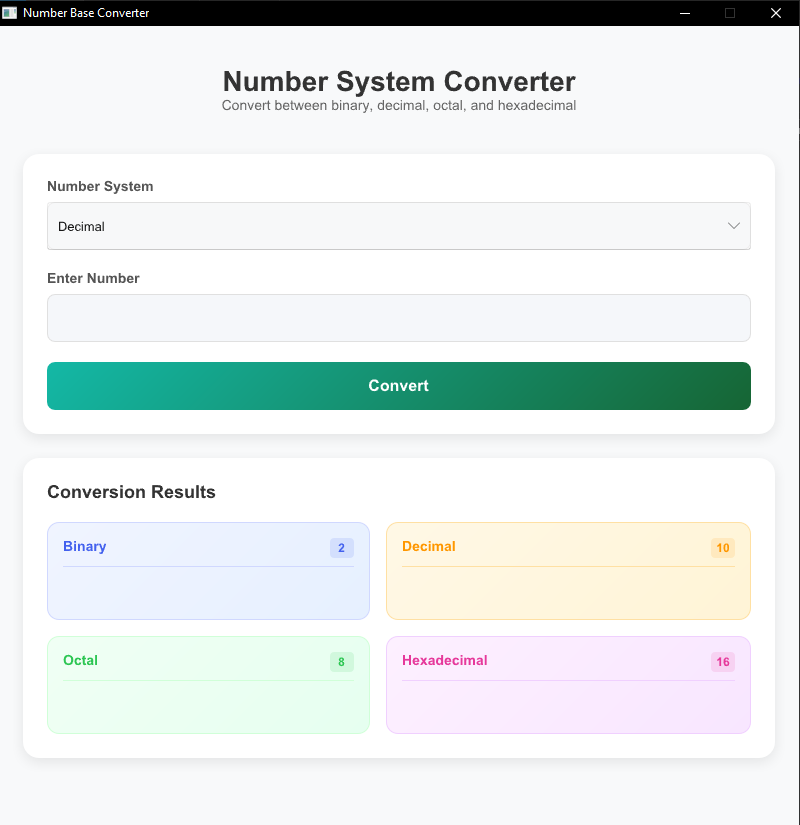 Number Base Converter
Number System Converter
Convert between binary, decimal, octal, and hexadecimal
Number System
Decimal
Enter Number
Convert
Conversion Results
Binary 2
Decimal 10
Octal 8
Hexadecimal 16